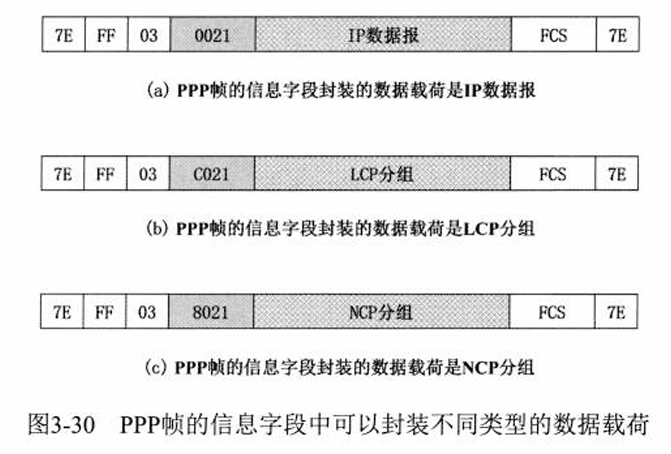 7E FF 03 0021 IP数据报 FCS 7E
(a) PPP帧的信息字段封装的数据载荷是IP数据报
7E FF 03 C021 LCP分组 FCS 7E
(b) PPP帧的信息字段封装的数据载荷是LCP分组
7E FF 03 8021 NCP分组 FCS 7E
(c) PPP帧的信息字段封装的数据载荷是NCP分组
图3-30 PPP帧的信息字段中可以封装不同类型的数据载荷